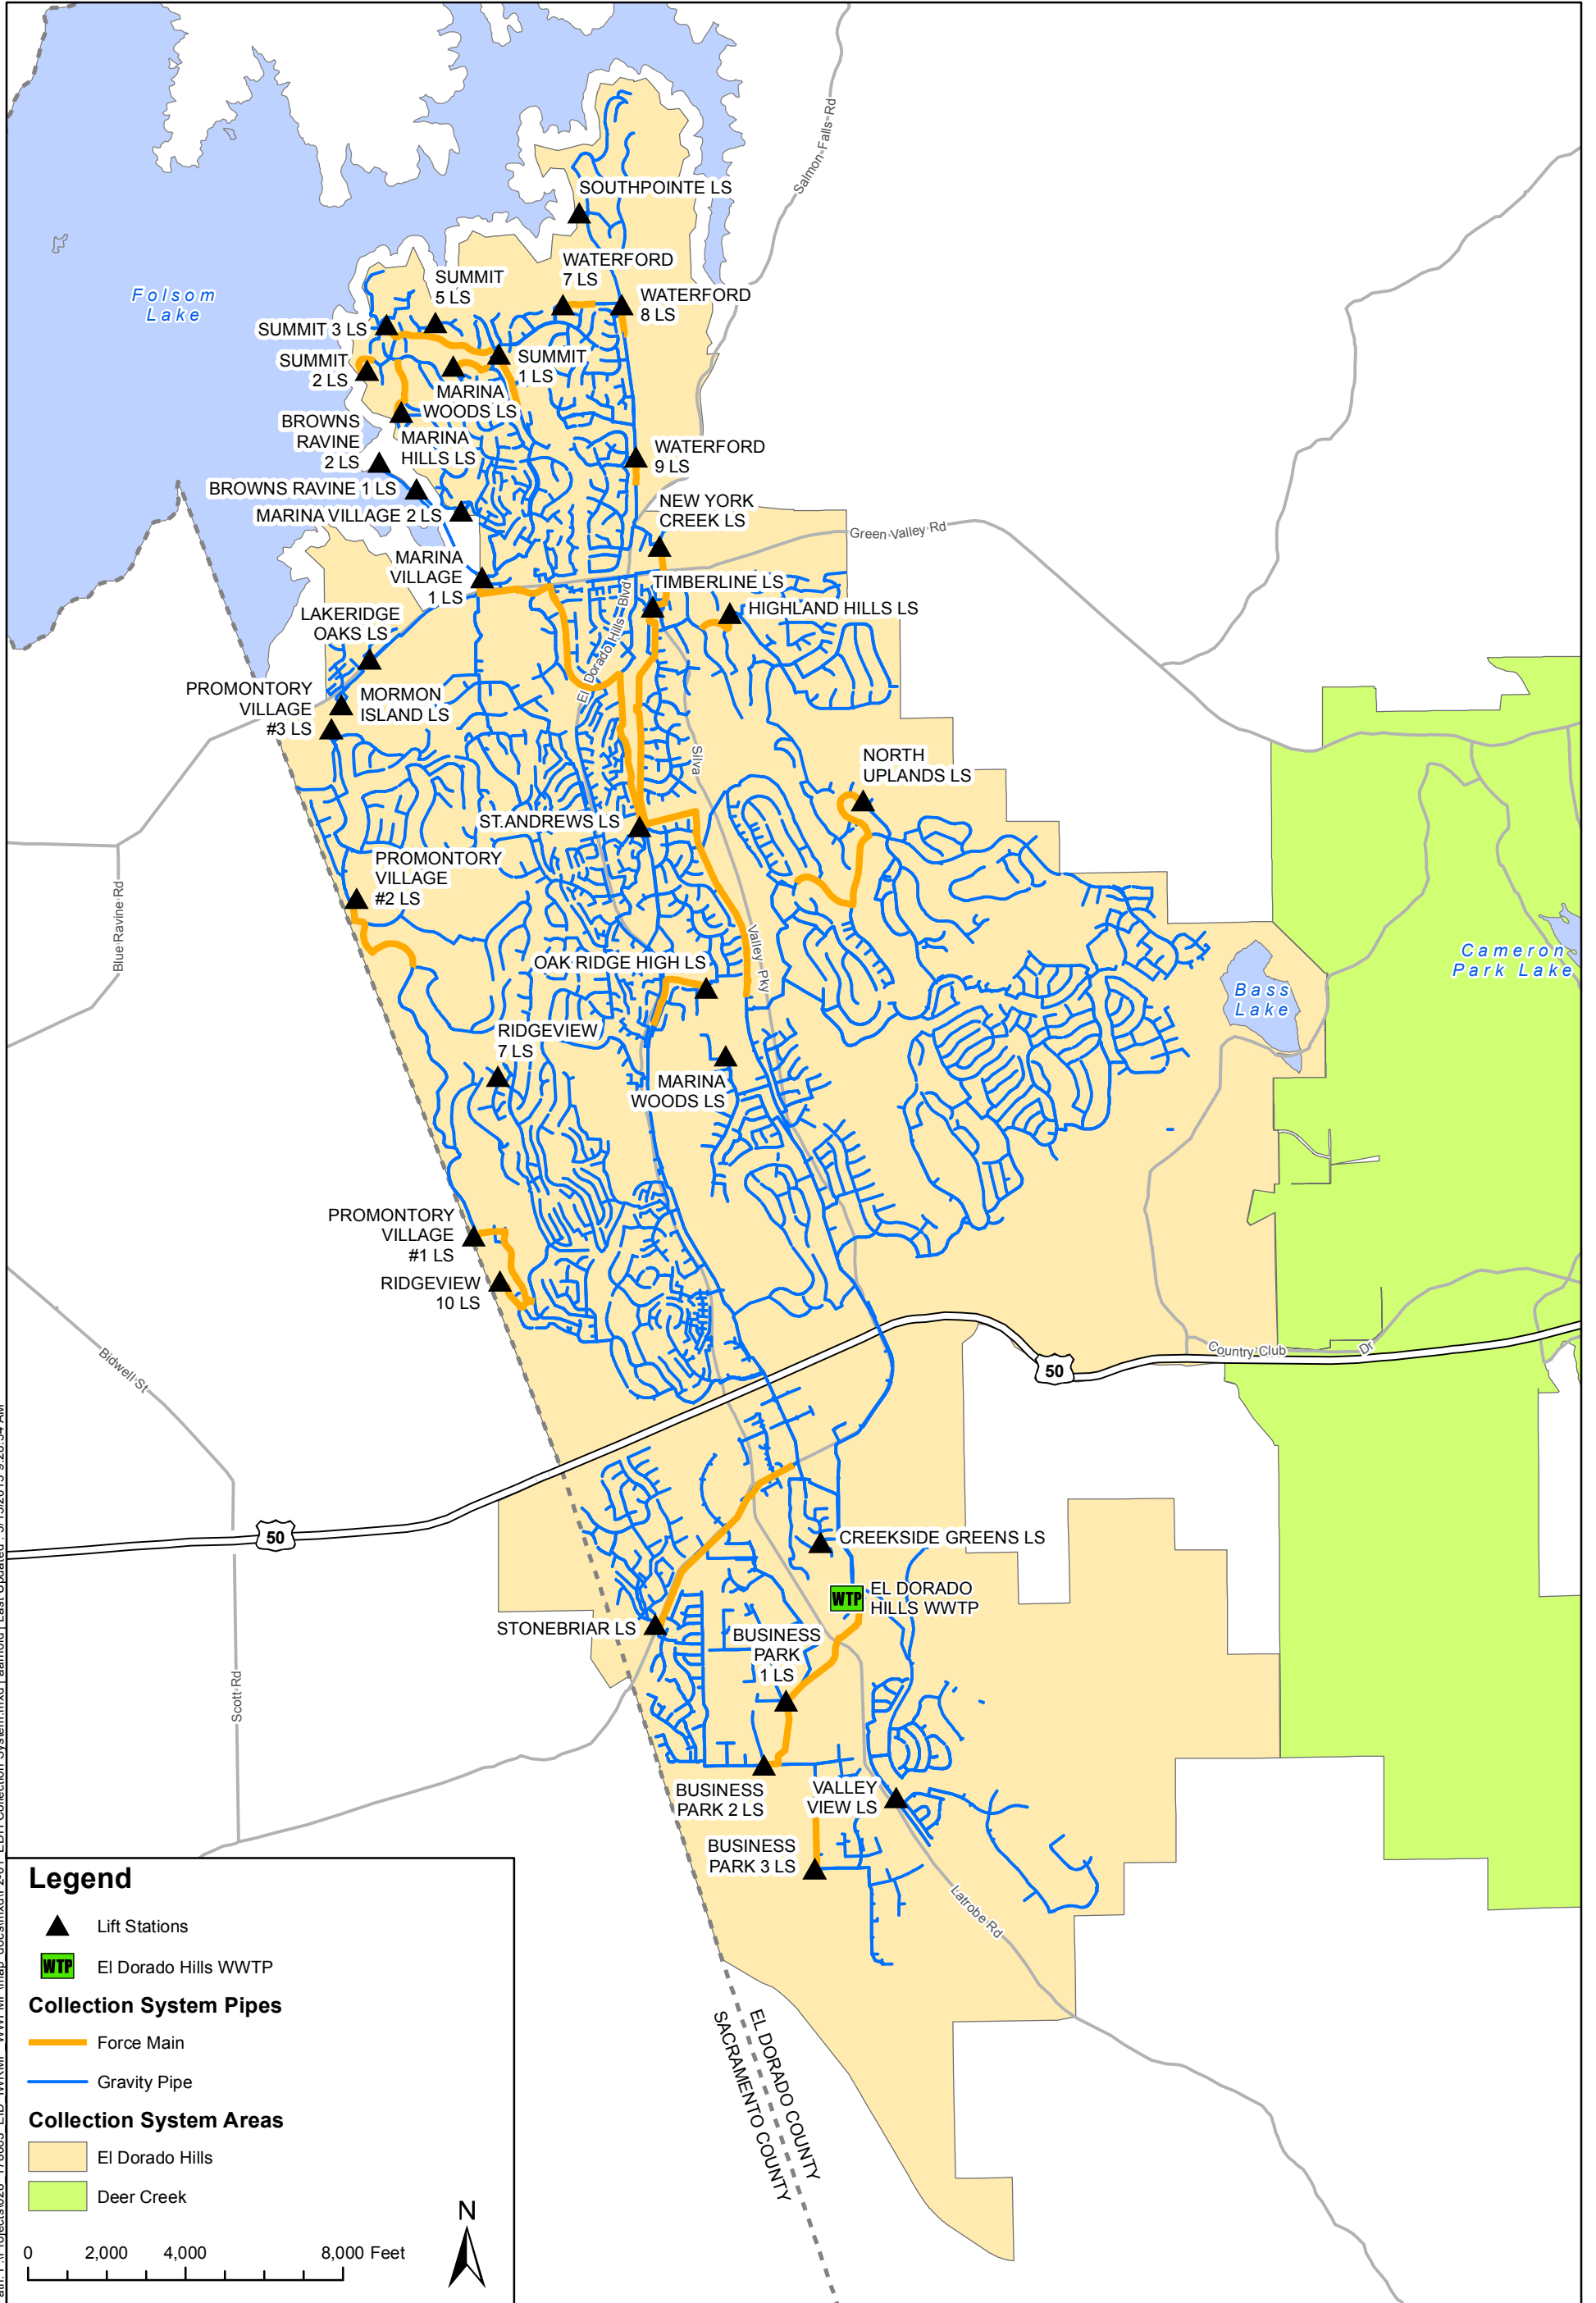 Salmon Falls Rd
SOUTHPOINTE LS
WATERFORD
7 LS
SUMMIT
5 LS
WATERFORD
8 LS
Folsom
Lake
SUMMIT 3 LS
SUMMIT
2 LS
SUMMIT
1 LS
MARINA
WOODS LS
BROWNS
RAVINE
2 LS
MARINA
HILLS LS
WATERFORD
9 LS
BROWNS RAVINE 1 LS
MARINA VILLAGE 2 LS
NEW YORK
CREEK LS
Green Valley Rd
MARINA
VILLAGE
1 LS
TIMBERLINE LS
HIGHLAND HILLS LS
LAKERIDGE
OAKS LS
El Dorado Hills Blvd
PROMONTORY
VILLAGE
#3 LS
MORMON
ISLAND LS
Silva
NORTH
UPLANDS LS
ST.ANDREWS LS
PROMONTORY
VILLAGE
#2 LS
Blue Ravine Rd
Valley Pky
OAK RIDGE HIGH LS
Cameron
Park Lake
Bass
Lake
RIDGEVIEW
7 LS
MARINA
WOODS LS
PROMONTORY
VILLAGE
#1 LS
RIDGEVIEW
10 LS
Bidwell St
Country Club
Dr
50
50
CREEKSIDE GREENS LS
WTP
EL DORADO
HILLS WWTP
STONEBRIAR LS
BUSINESS
PARK
1 LS
Scott Rd
BUSINESS
PARK 2 LS
VALLEY
VIEW LS
BUSINESS
PARK 3 LS
Latrobe Rd
EL DORADO COUNTY
SACRAMENTO COUNTY
Legend
Lift Stations
WTP
El Dorado Hills WWTP
Collection System Pipes
Force Main
Gravity Pipe
Collection System Areas
El Dorado Hills
Deer Creek
N
0 2,000 4,000 8,000 Feet